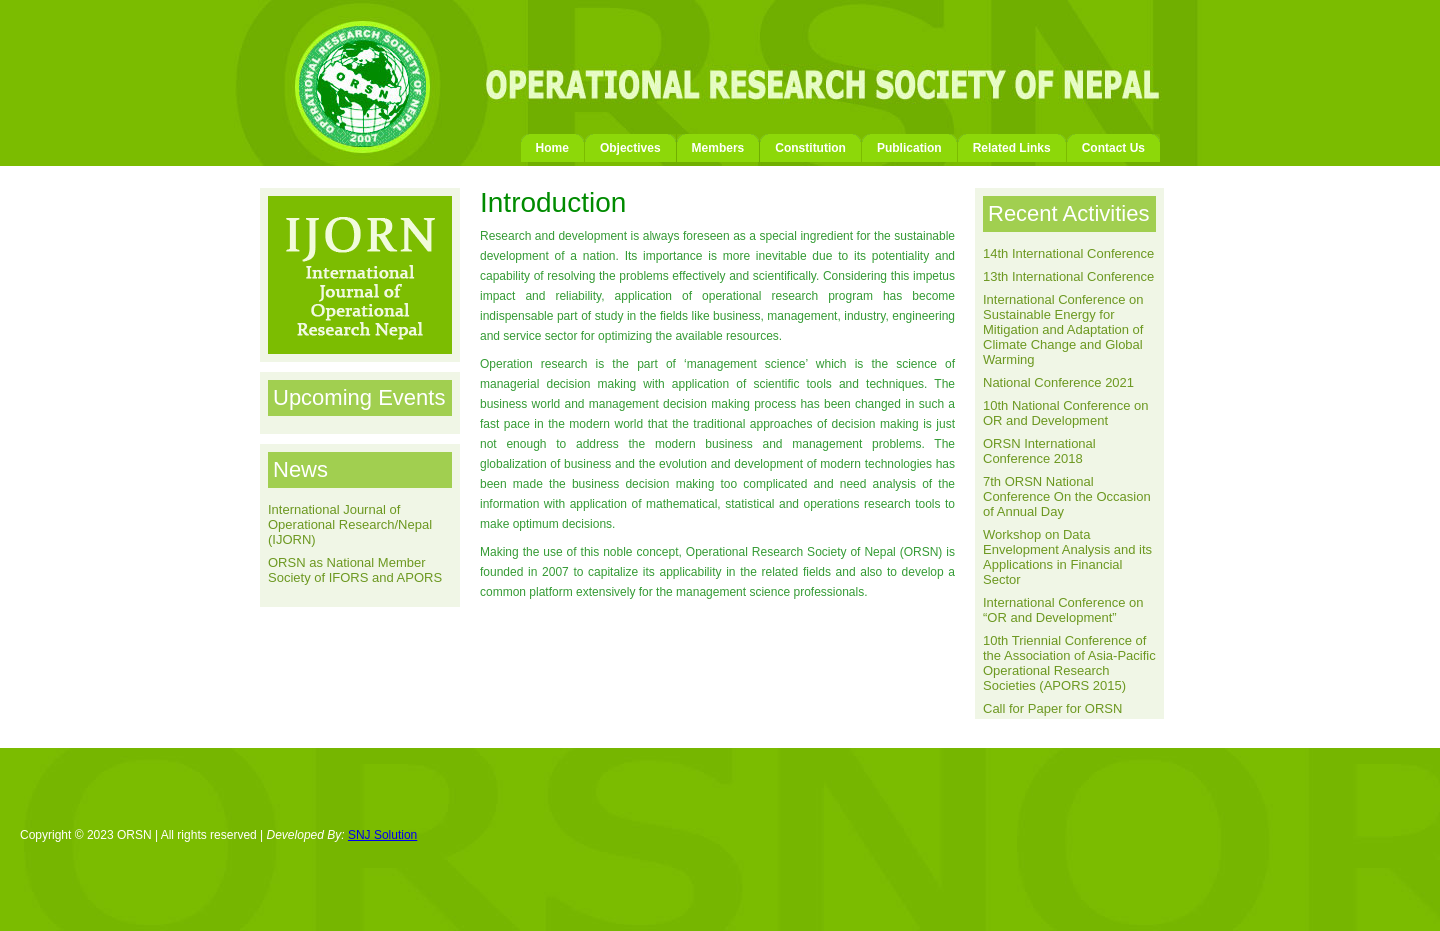 OPERATIONAL RESEARCH SOCIETY OF NEPAL
ORSN
2007
OPERATIONAL RESEARCH SOCIETY OF NEPAL
Home
Objectives
Members
Constitution
Publication
Related Links
Contact Us
IJORN
International
Journal of
Operational
Research Nepal
Upcoming Events
News
International Journal of
Operational Research/Nepal
(IJORN)
ORSN as National Member
Society of IFORS and APORS
Introduction
Research and development is always foreseen as a special ingredient for the sustainable
development of a nation. Its importance is more inevitable due to its potentiality and
capability of resolving the problems effectively and scientifically. Considering this impetus
impact and reliability, application of operational research program has become
indispensable part of study in the fields like business, management, industry, engineering
and service sector for optimizing the available resources.
Operation research is the part of ‘management science’ which is the science of
managerial decision making with application of scientific tools and techniques. The
business world and management decision making process has been changed in such a
fast pace in the modern world that the traditional approaches of decision making is just
not enough to address the modern business and management problems. The
globalization of business and the evolution and development of modern technologies has
been made the business decision making too complicated and need analysis of the
information with application of mathematical, statistical and operations research tools to
make optimum decisions.
Making the use of this noble concept, Operational Research Society of Nepal (ORSN) is
founded in 2007 to capitalize its applicability in the related fields and also to develop a
common platform extensively for the management science professionals.
Recent Activities
14th International Conference
13th International Conference
International Conference on
Sustainable Energy for
Mitigation and Adaptation of
Climate Change and Global
Warming
National Conference 2021
10th National Conference on
OR and Development
ORSN International
Conference 2018
7th ORSN National
Conference On the Occasion
of Annual Day
Workshop on Data
Envelopment Analysis and its
Applications in Financial
Sector
International Conference on
“OR and Development”
10th Triennial Conference of
the Association of Asia-Pacific
Operational Research
Societies (APORS 2015)
Call for Paper for ORSN
Copyright © 2023 ORSN | All rights reserved | Developed By: SNJ Solution